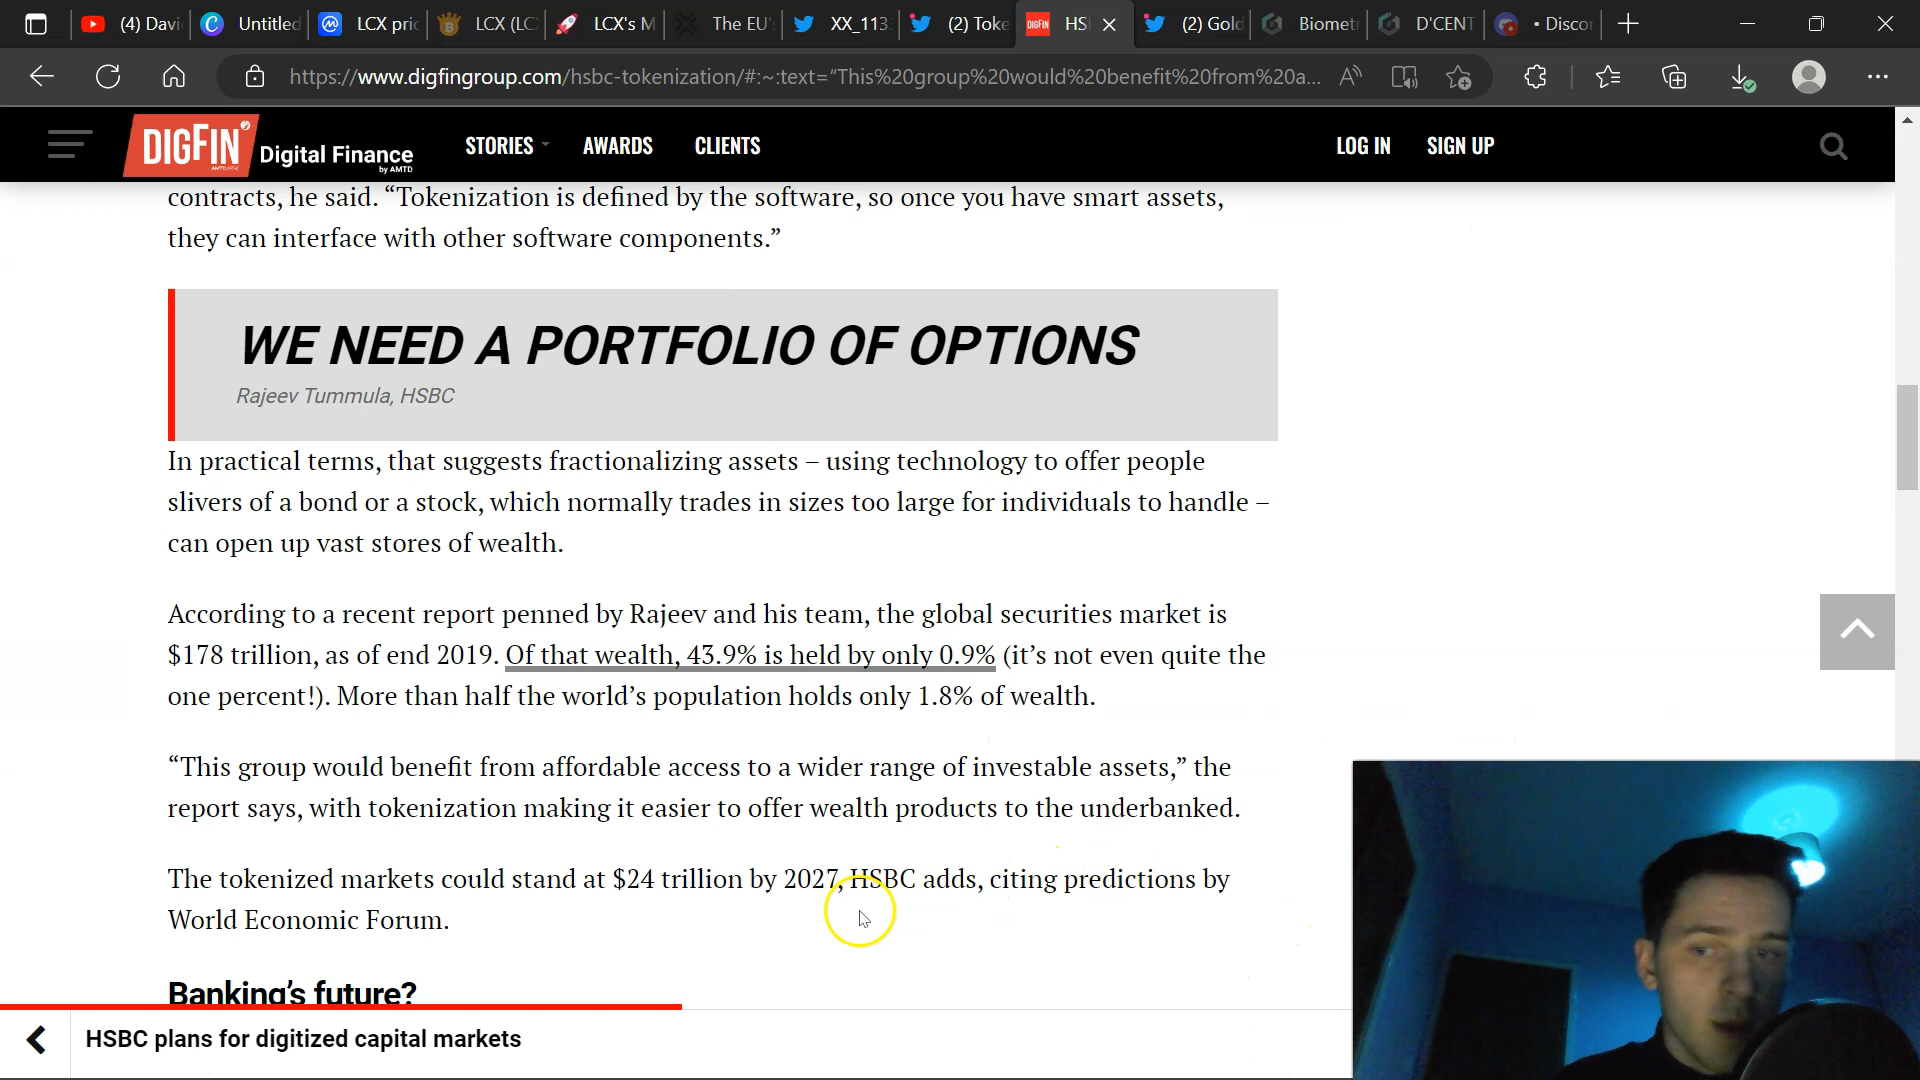 (4) Davi
Untitled
LCX pric
LCX (LC
LCX's M
The EU'
XX_113
(2) Toke
DIGFIN
HS
(2) Gold
Biomet
D'CENT
• Discor
https://www.digfingroup.com/hsbc-tokenization/#:~:text="This%20group%20would%20benefit%20from%20a...
DIGFIN
Digital Finance
by AMTD
STORIES
AWARDS
CLIENTS
LOG IN
SIGN UP
contracts, he said. “Tokenization is defined by the software, so once you have smart assets,
they can interface with other software components.”
WE NEED A PORTFOLIO OF OPTIONS
Rajeev Tummula, HSBC
In practical terms, that suggests fractionalizing assets – using technology to offer people
slivers of a bond or a stock, which normally trades in sizes too large for individuals to handle –
can open up vast stores of wealth.
According to a recent report penned by Rajeev and his team, the global securities market is
$178 trillion, as of end 2019. Of that wealth, 43.9% is held by only 0.9% (it’s not even quite the
one percent!). More than half the world’s population holds only 1.8% of wealth.
“This group would benefit from affordable access to a wider range of investable assets,” the
report says, with tokenization making it easier to offer wealth products to the underbanked.
The tokenized markets could stand at $24 trillion by 2027, HSBC adds, citing predictions by
World Economic Forum.
Banking’s future?
HSBC plans for digitized capital markets